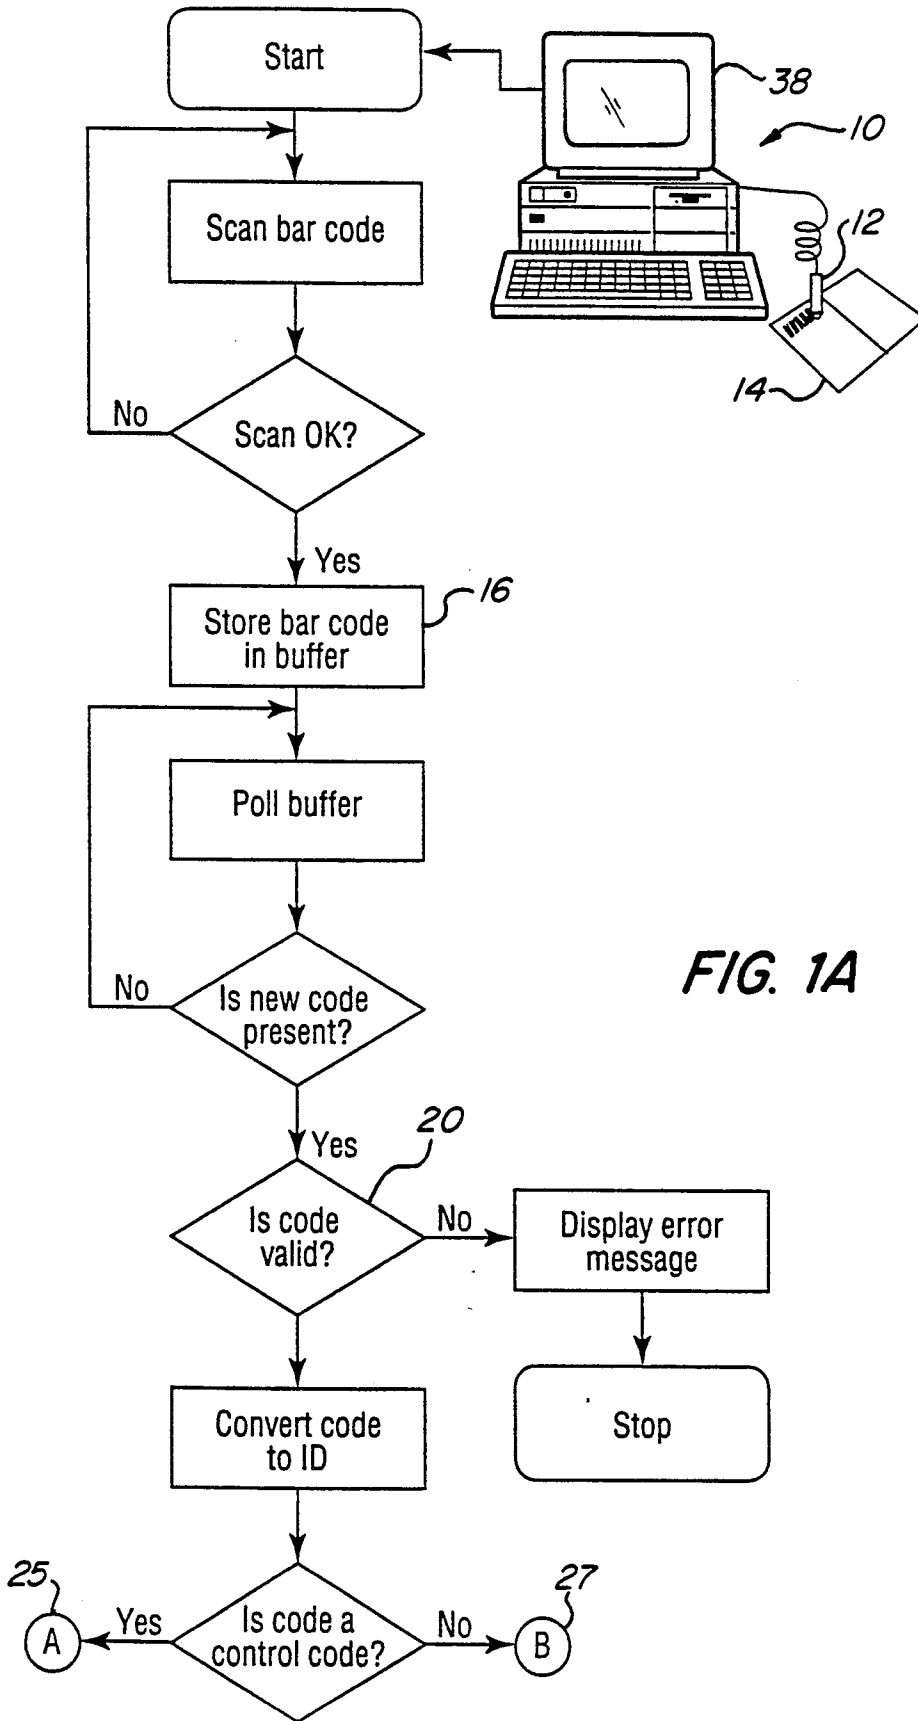 Start
38
10
Scan bar code
12
14
No
Scan OK?
Yes
16
Store bar code
in buffer
Poll buffer
FIG. 1A
No
Is new code
present?
Yes
20
Is code
valid?
No
Display error
message
Convert code
to ID
Stop
25
A
Yes
Is code a
control code?
No
27
B